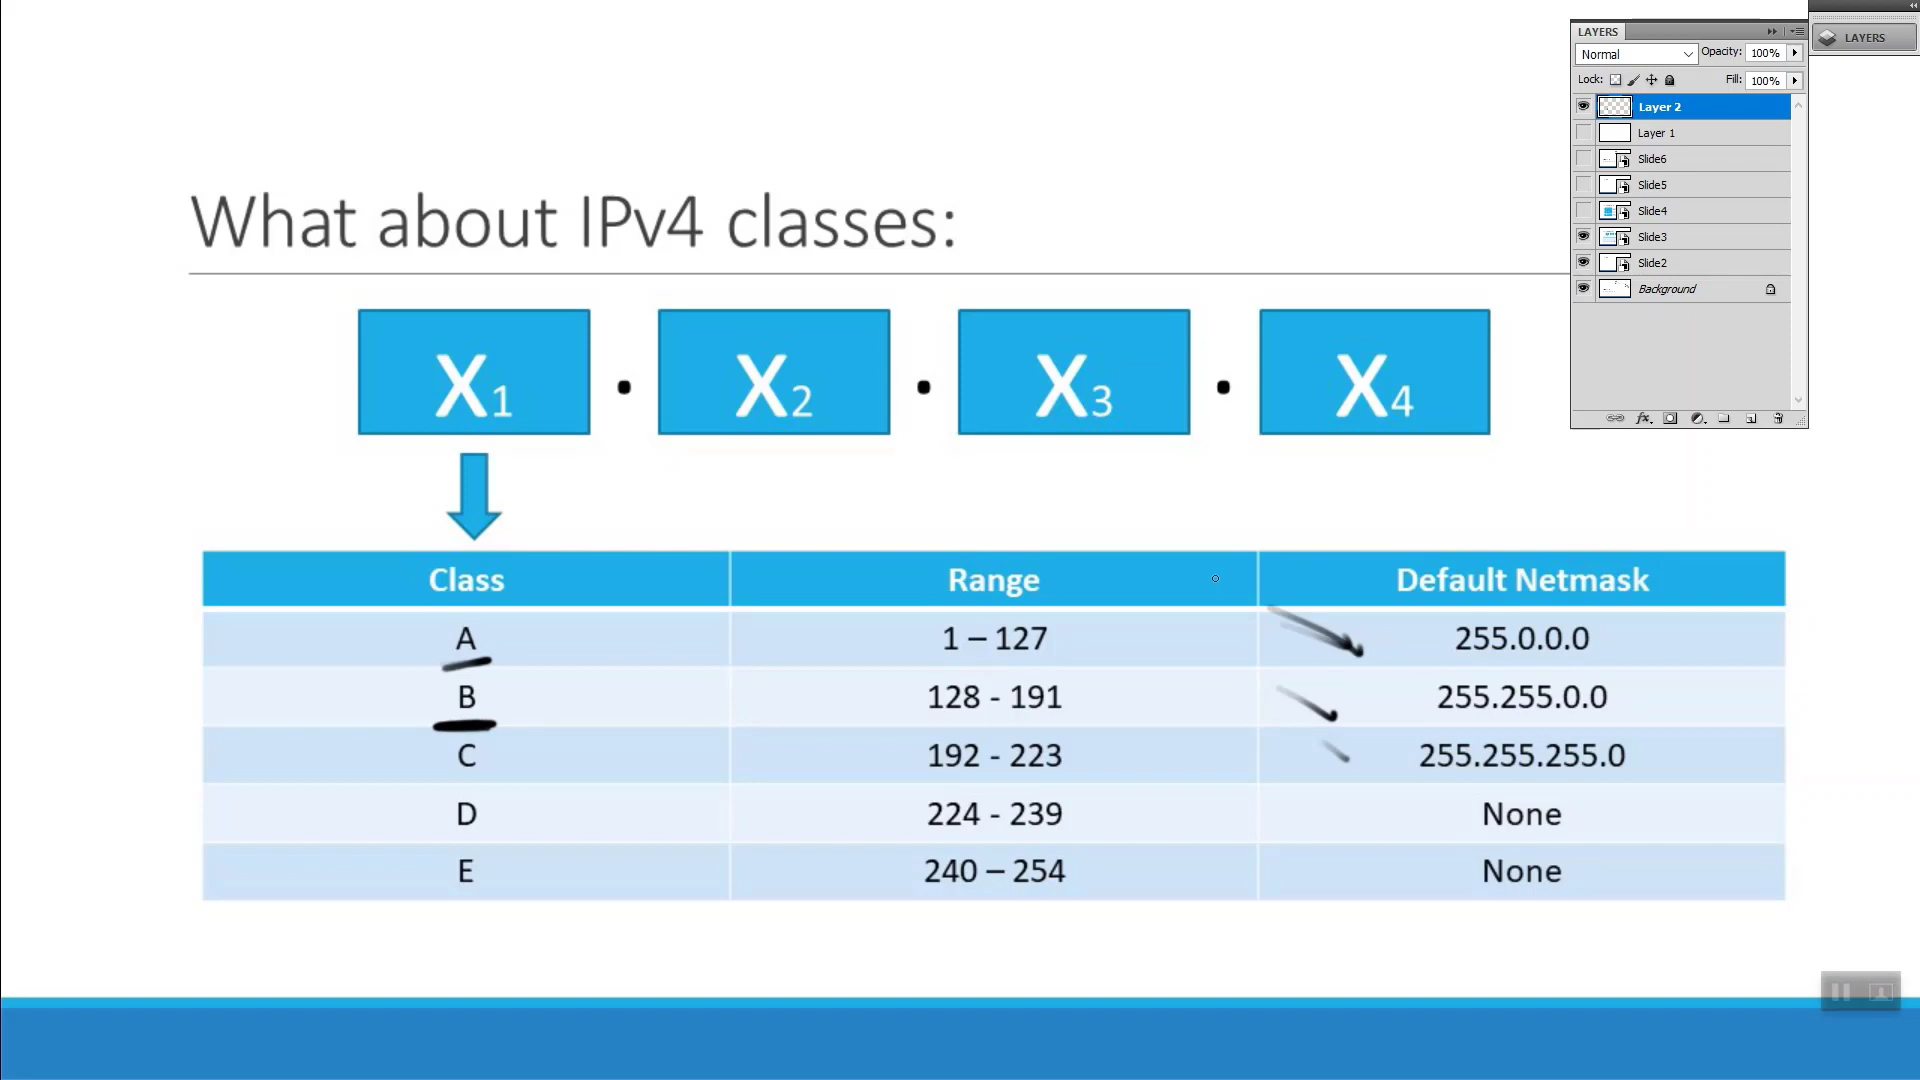 LAYERS
LAYERS
Normal Opacity: 100%
Lock: Fill: 100%
Layer 2
Layer 1
Slide6
Slide5
Slide4
Slide3
Slide2
Background
fx
What about IPv4 classes:
X1 . X2 . X3 . X4
Class Range Default Netmask
A 1 – 127 255.0.0.0
B 128 - 191 255.255.0.0
C 192 - 223 255.255.255.0
D 224 - 239 None
E 240 – 254 None